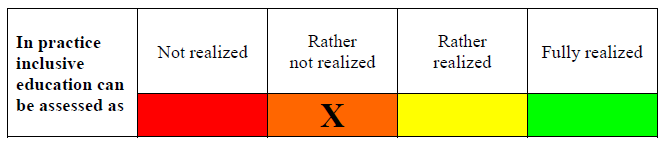 In practice
inclusive
education can
be assessed as
Not realized
Rather
not realized
Rather
realized
Fully realized
X